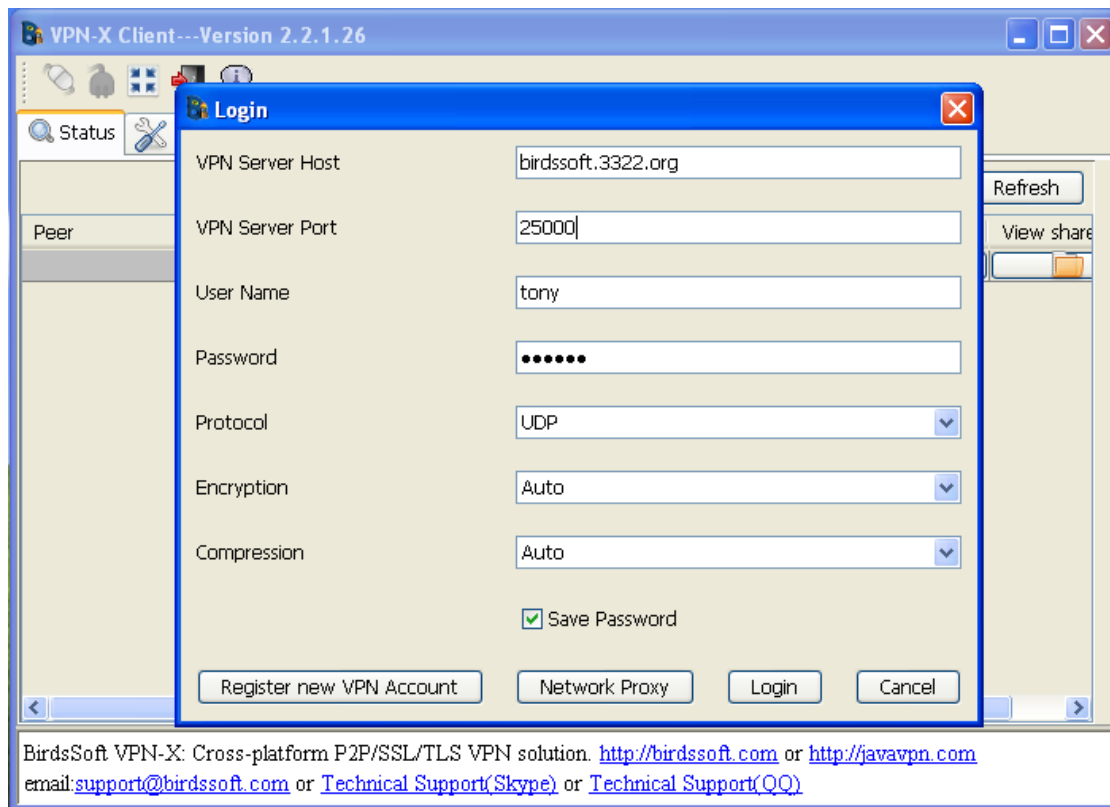 VPN-X Client---Version 2.2.1.26
Status
Login
VPN Server Host birdssoft.3322.org
Refresh
Peer
VPN Server Port 25000
View share
User Name tony
Password ••••••
Protocol UDP
Encryption Auto
Compression Auto
Save Password
Register new VPN Account Network Proxy Login Cancel
BirdsSoft VPN-X: Cross-platform P2P/SSL/TLS VPN solution. http://birdssoft.com or http://javavpn.com
email:support@birdssoft.com or Technical Support(Skype) or Technical Support(QQ)